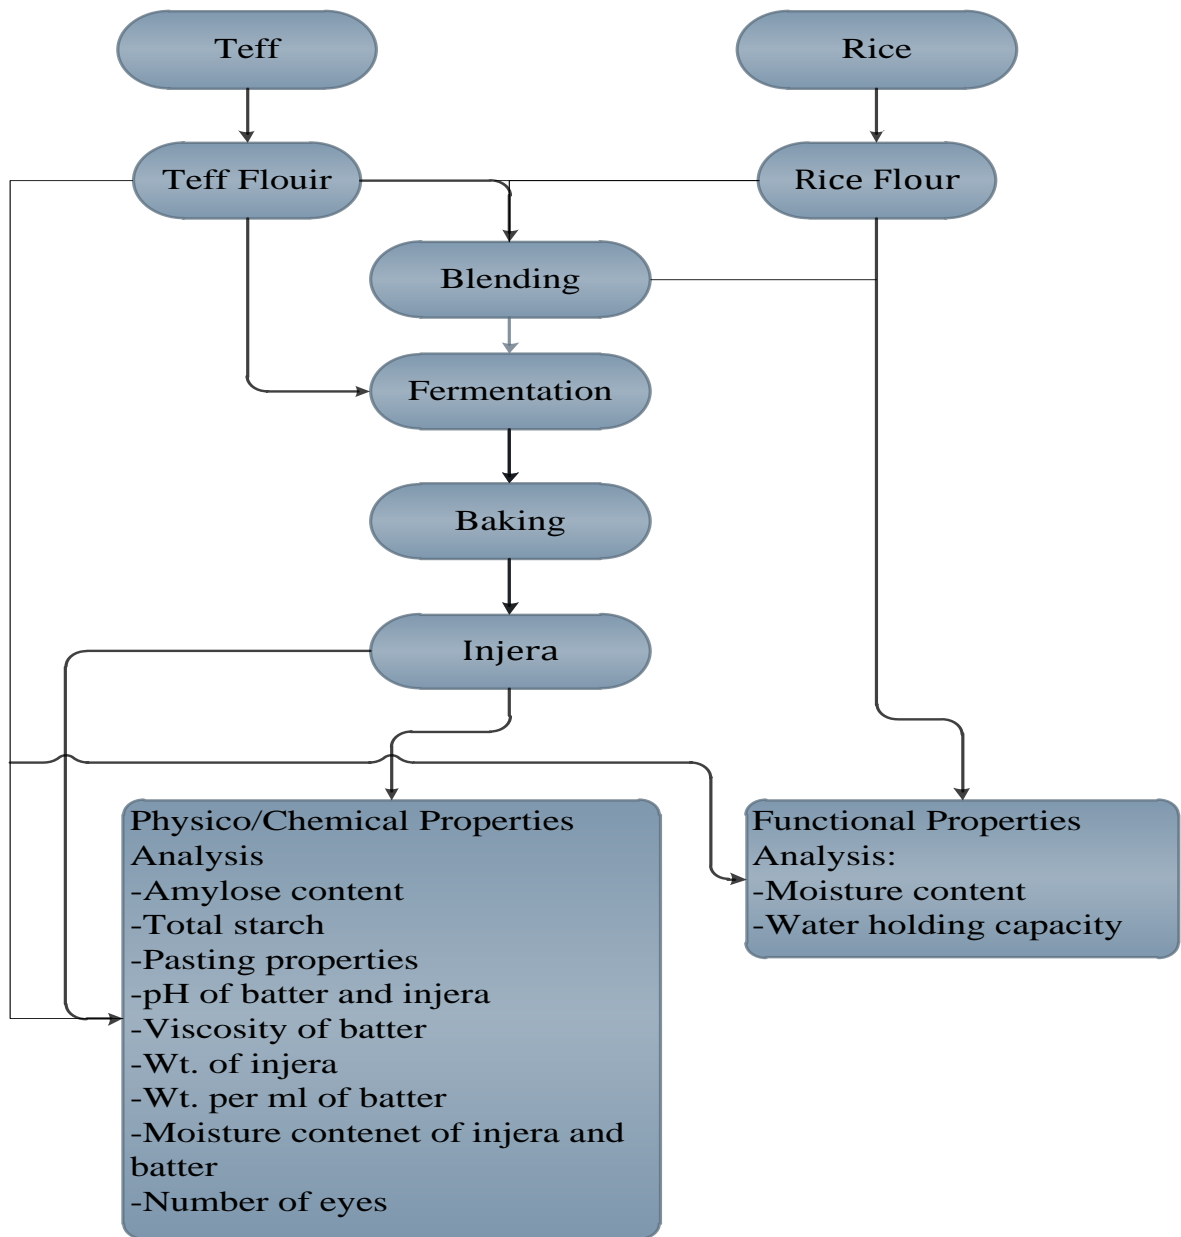 Teff
Rice
Teff Flouir
Rice Flour
Blending
Fermentation
Baking
Injera
Physico/Chemical Properties
Analysis
-Amylose content
-Total starch
-Pasting properties
-pH of batter and injera
-Viscosity of batter
-Wt. of injera
-Wt. per ml of batter
-Moisture contenet of injera and
batter
-Number of eyes
Functional Properties
Analysis:
-Moisture content
-Water holding capacity